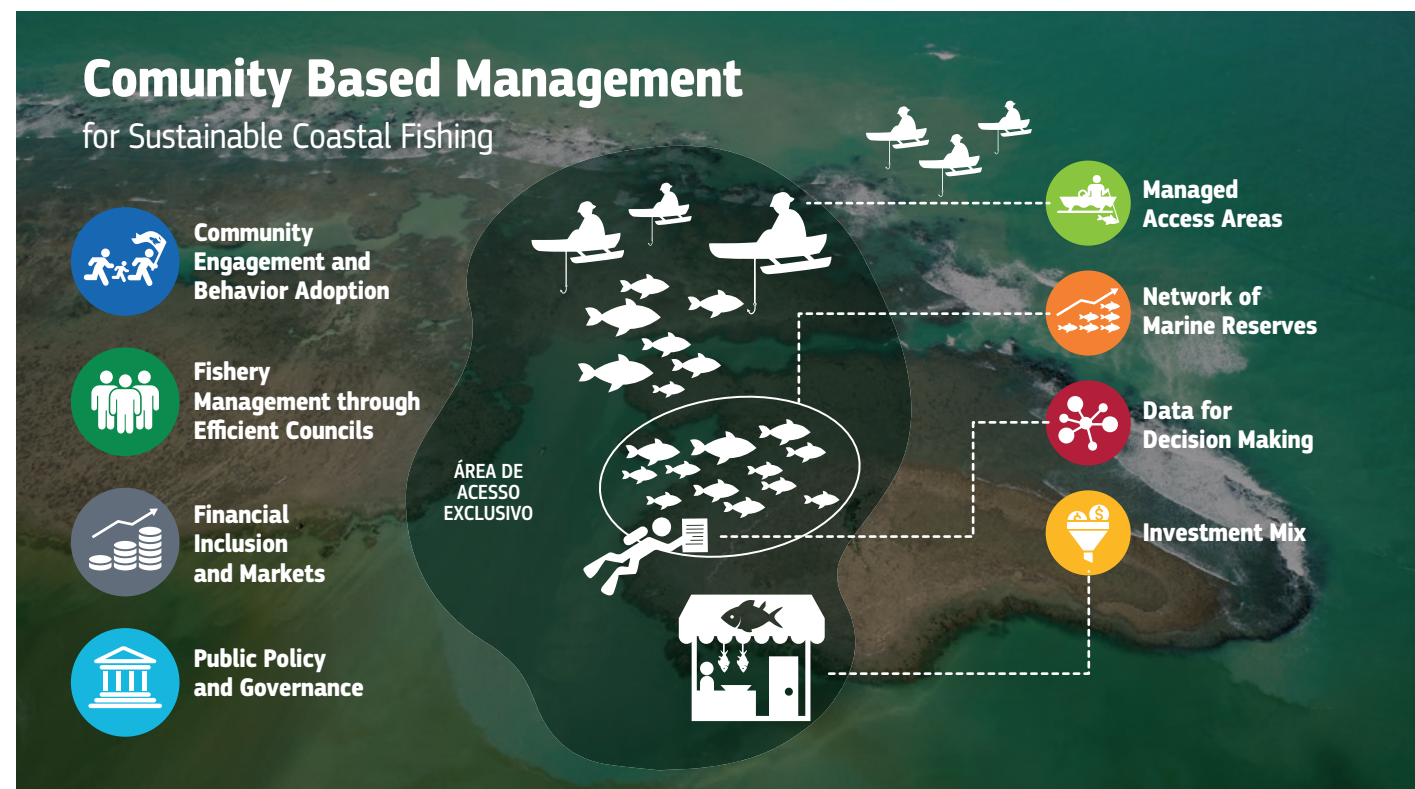 Comunity Based Management
for Sustainable Coastal Fishing
Community
Engagement and
Behavior Adoption
Fishery
Management through
Efficient Councils
Financial
Inclusion
and Markets
Public Policy
and Governance
ÁREA DE
ACESSO
EXCLUSIVO
Managed
Access Areas
Network of
Marine Reserves
Data for
Decision Making
$
Investment Mix